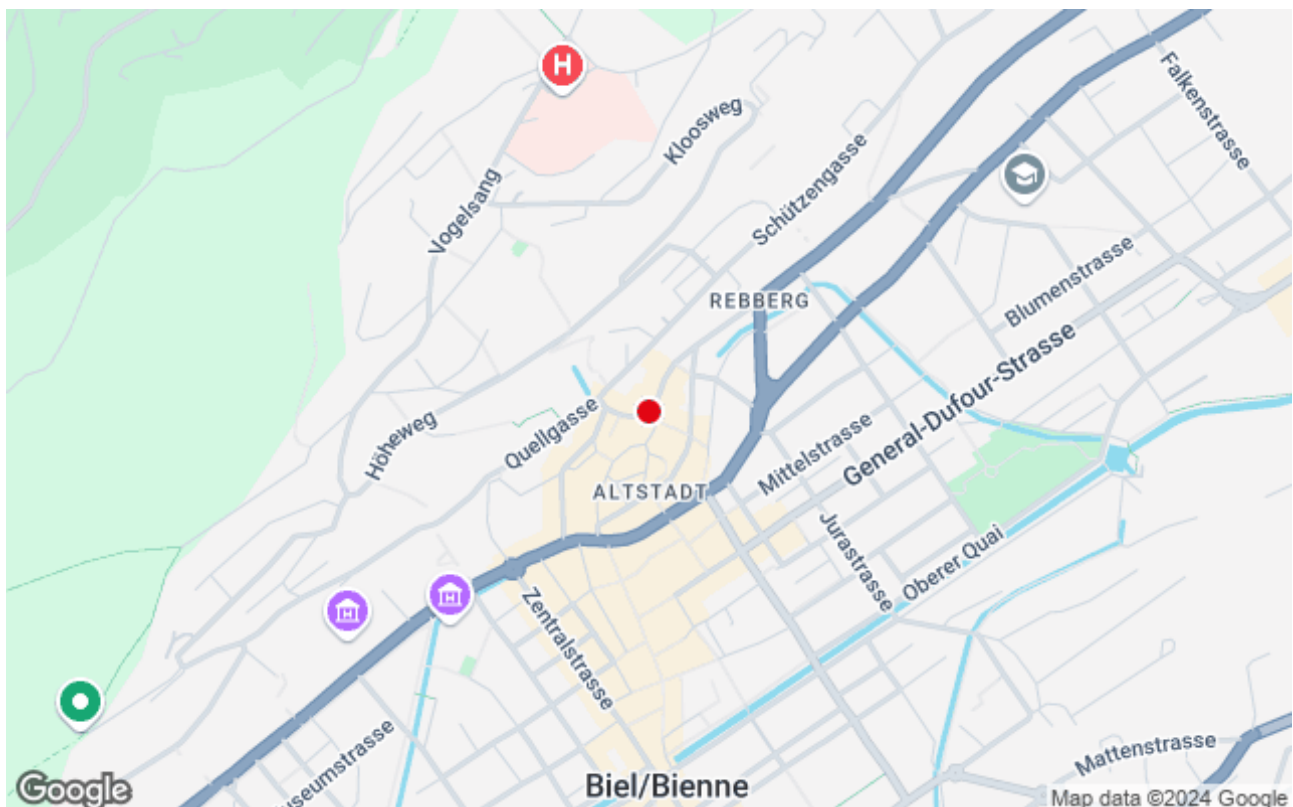 H
Falkenstrasse
Kloosweg
Vogelsang
Schützengasse
REBBERG
Blumenstrasse
General-Dufour-Strasse
Höheweg
Quellgasse
Mittelstrasse
ALTSTADT
Jurastrasse
Oberer Quai
Zentralstrasse
useumstrasse
Mattenstrasse
Biel/Bienne
Google
Map data ©2024 Google